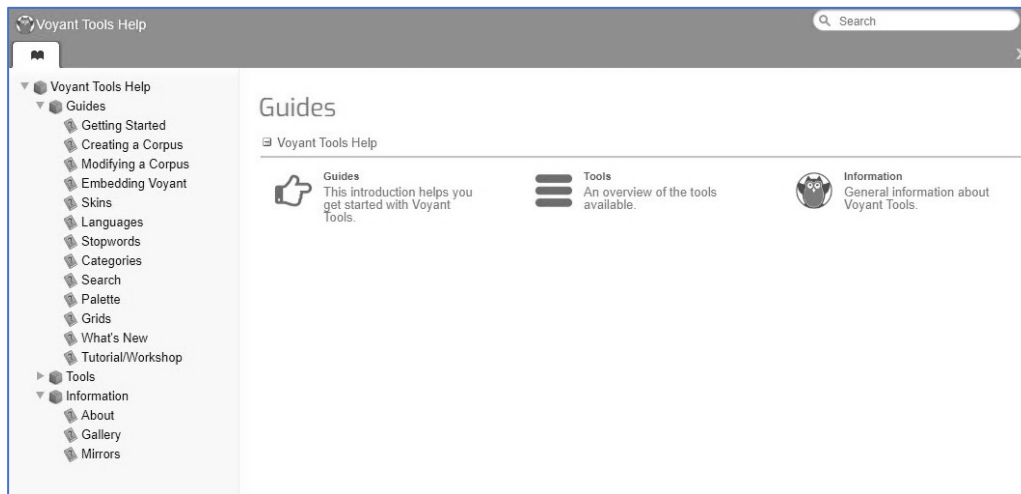 Voyant Tools Help
Search
Voyant Tools Help
Guides
Getting Started
Creating a Corpus
Modifying a Corpus
Embedding Voyant
Skins
Languages
Stopwords
Categories
Search
Palette
Grids
What's New
Tutorial/Workshop
Tools
Information
About
Gallery
Mirrors
Guides
Voyant Tools Help
Guides
This introduction helps you
get started with Voyant
Tools.
Tools
An overview of the tools
available.
Information
General information about
Voyant Tools.